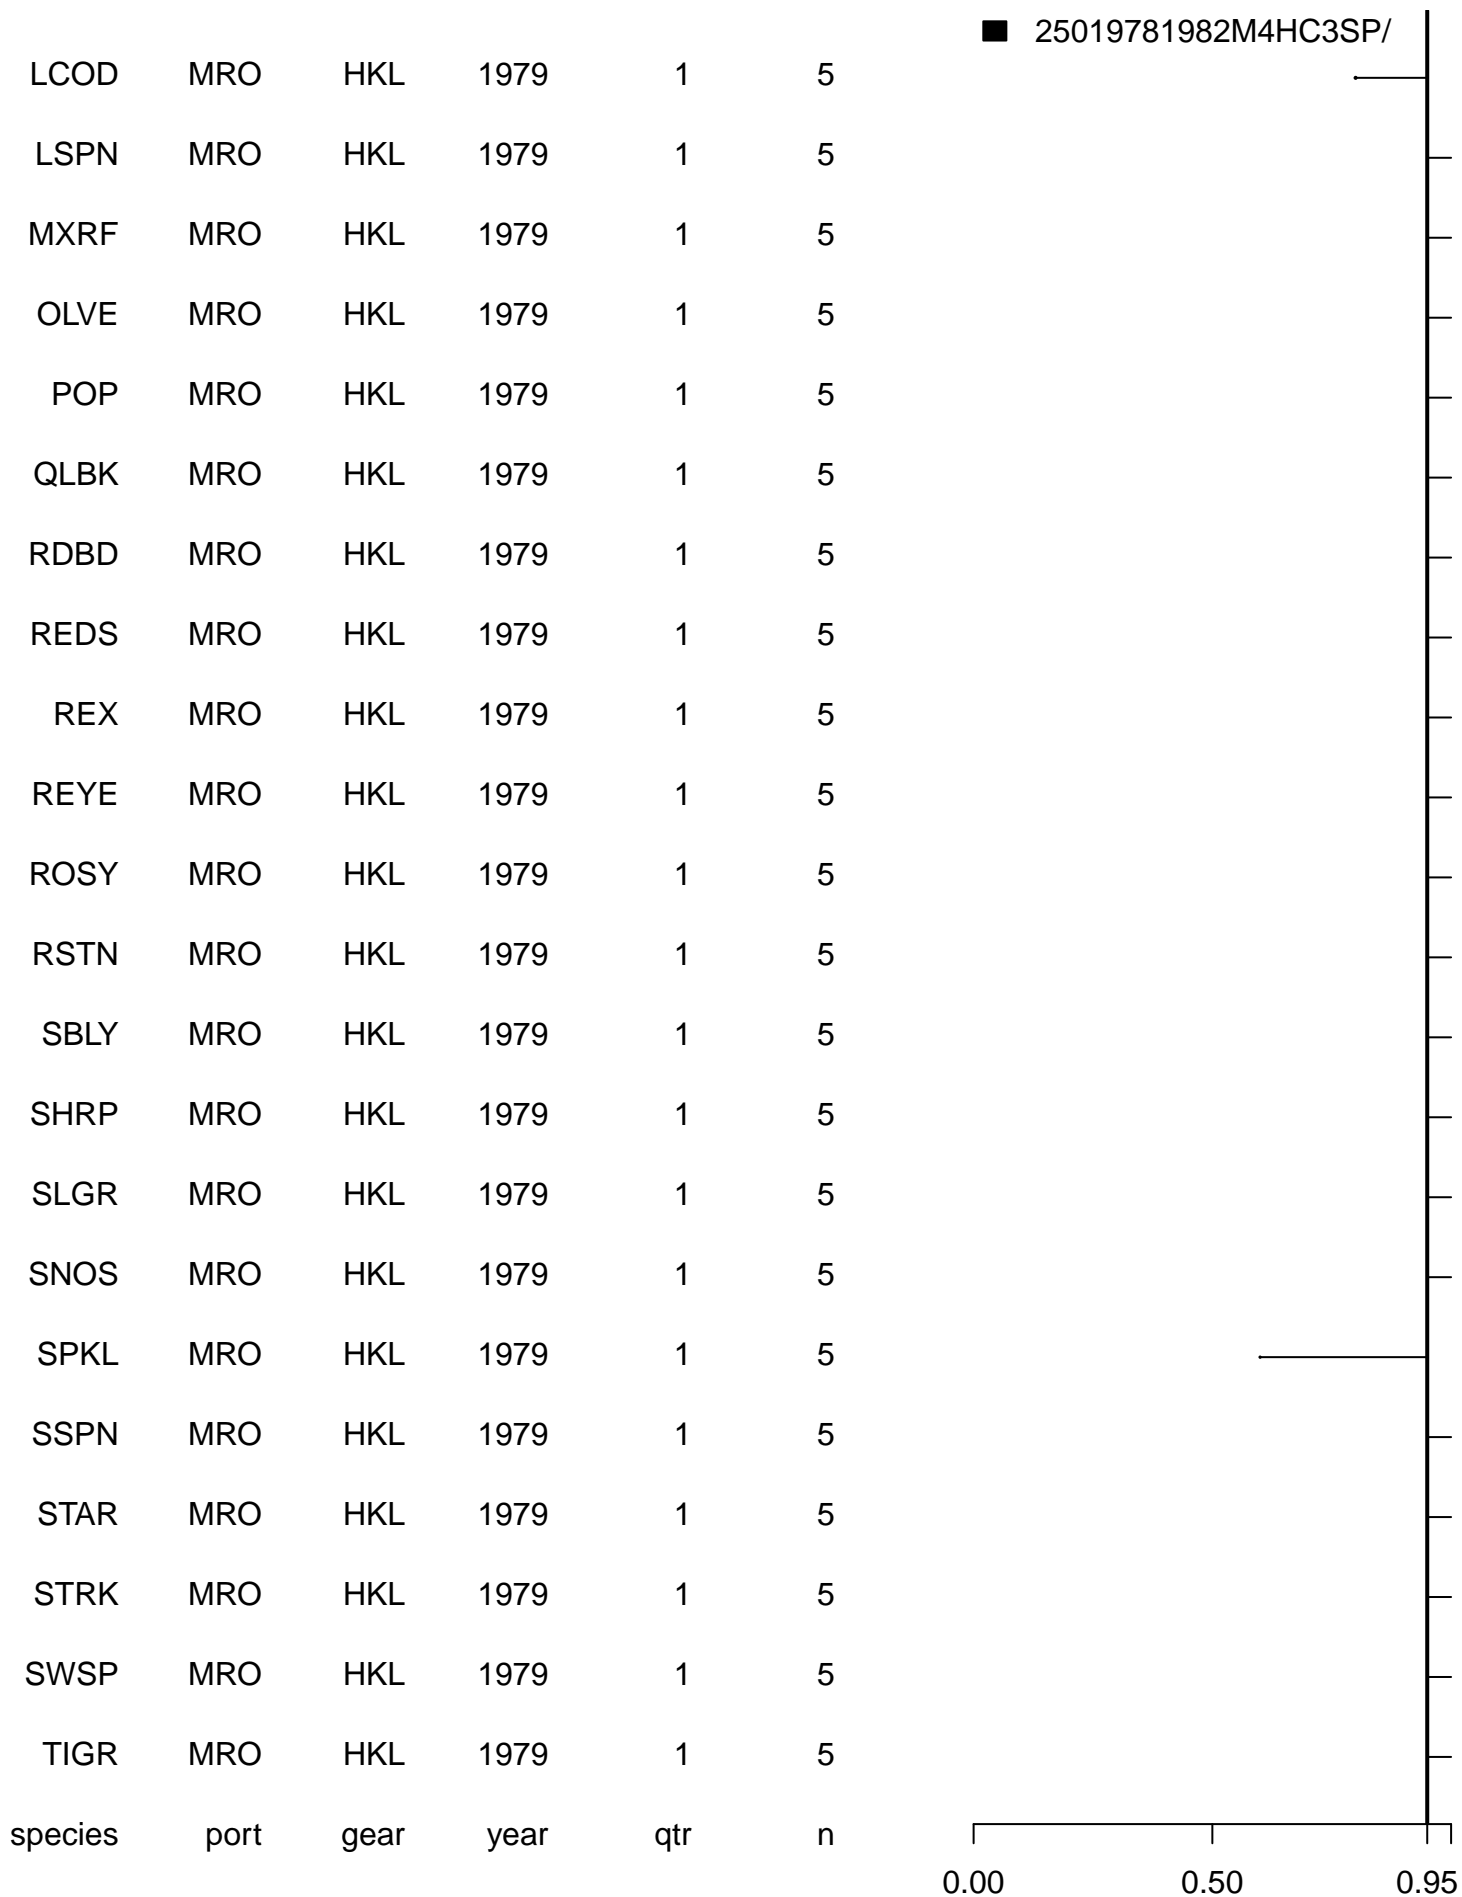 25019781982M4HC3SP/
LCOD MRO HKL 1979 1 5
LSPN MRO HKL 1979 1 5
MXRF MRO HKL 1979 1 5
OLVE MRO HKL 1979 1 5
POP MRO HKL 1979 1 5
QLBK MRO HKL 1979 1 5
RDBD MRO HKL 1979 1 5
REDS MRO HKL 1979 1 5
REX MRO HKL 1979 1 5
REYE MRO HKL 1979 1 5
ROSY MRO HKL 1979 1 5
RSTN MRO HKL 1979 1 5
SBLY MRO HKL 1979 1 5
SHRP MRO HKL 1979 1 5
SLGR MRO HKL 1979 1 5
SNOS MRO HKL 1979 1 5
SPKL MRO HKL 1979 1 5
SSPN MRO HKL 1979 1 5
STAR MRO HKL 1979 1 5
STRK MRO HKL 1979 1 5
SWSP MRO HKL 1979 1 5
TIGR MRO HKL 1979 1 5
species port gear year qtr n
0.00 0.50 0.95